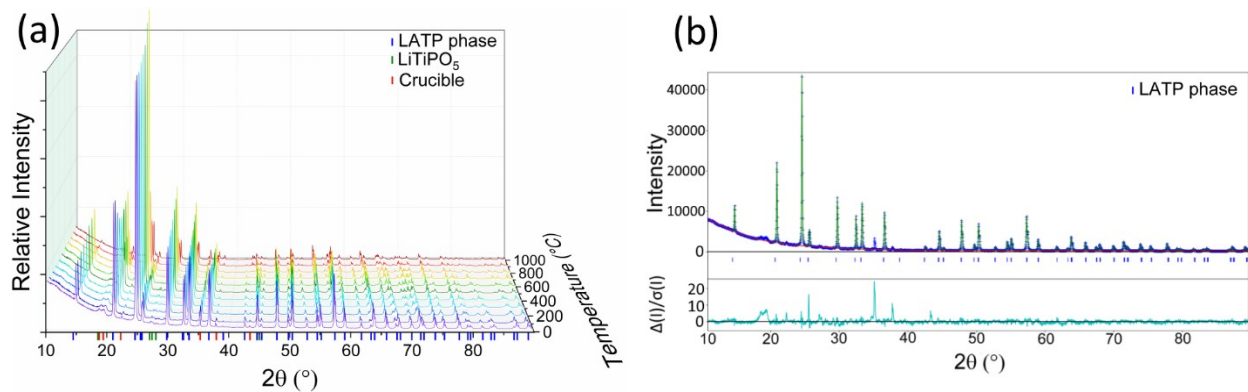 (a)
LATP phase
LiTiPO₅
Crucible
Relative Intensity
1000
800
600
400
200
0
Temperature (°C)
10 20 30 40 50 60 70 80
2θ (°)
(b)
LATP phase
40000
30000
20000
10000
0
Intensity
20
10
0
Δ(I)/σ(I)
10 20 30 40 50 60 70 80
2θ (°)